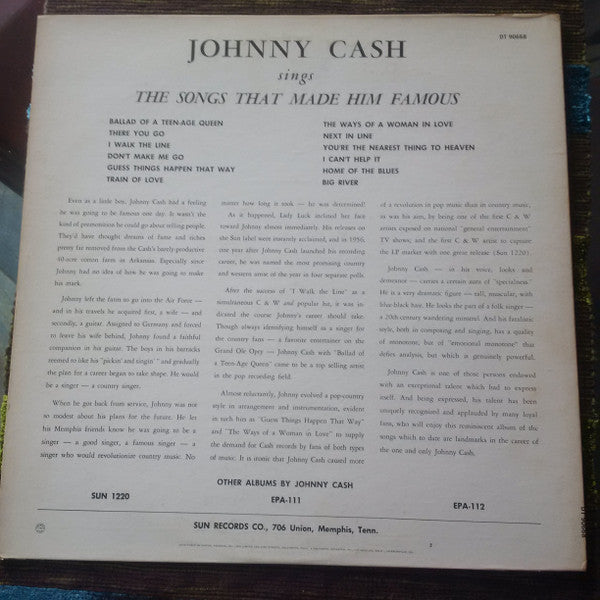 DT 90668
JOHNNY CASH
sings
THE SONGS THAT MADE HIM FAMOUS
BALLAD OF A TEEN-AGE QUEEN
THERE YOU GO
I WALK THE LINE
DON'T MAKE ME GO
GUESS THINGS HAPPEN THAT WAY
TRAIN OF LOVE
THE WAYS OF A WOMAN IN LOVE
NEXT IN LINE
YOU'RE THE NEAREST THING TO HEAVEN
I CAN'T HELP IT
HOME OF THE BLUES
BIG RIVER
Even as a little boy, Johnny Cash had a feeling
he was going to be famous one day. It wasn't the
kind of premonition he could go about telling people.
They'd have thought dreams of fame and riches
pretty far removed from the Cash's barely-productive
40-acre cotton farm in Arkansas. Especially since
Johnny had no idea of how he was going to make
his mark.
Johnny left the farm to go into the Air Force —
and in his travels he acquired first, a wife — and
secondly, a guitar. Assigned to Germany and forced
to leave his wife behind, Johnny found a faithful
companion in his guitar. The boys in his barracks
seemed to like his "pickin' and singin'" and gradually
the plan for a career began to take shape. He would
be a singer — a country singer.
When he got back from service, Johnny was not
so modest about his plans for the future. He let
his Memphis friends know he was going to be a
singer — a good singer, a famous singer — a
singer who would revolutionize country music. No
matter how long it took — he was determined!
As it happened, Lady Luck inclined her face
toward Johnny almost immediately. His releases on
the Sun label were instantly acclaimed, and in 1956,
one year after Johnny Cash launched his recording
career, he was named the most promising country
and western artist of the year in four separate polls.
After the success of "I Walk the Line" as a
simultaneous C & W and popular hit, it was in-
dicated the course Johnny's career should take.
Though always identifying himself as a singer for
the country fans — a favorite entertainer on the
Grand Ole Opry — Johnny Cash with "Ballad of
a Teen-Age Queen" came to be a top selling artist
in the pop recording field.
Almost reluctantly, Johnny evolved a pop-country
style in arrangement and instrumentation, evident
in such hits as "Guess Things Happen That Way"
and "The Ways of a Woman in Love" to supply
the demand for Cash records by fans of both types
of music. It is ironic that Johnny Cash caused more
of a revolution in pop music than in country music,
as was his aim, by being one of the first C & W
artists exposed on national "general entertainment"
TV shows; and the first C & W artist to capture
the LP market with one great release (Sun 1220).
Johnny Cash — in his voice, looks and
demeanor — carries a certain aura of "specialness."
He is a very dramatic figure — tall, muscular, with
blue-black hair. He looks the part of a folk singer —
a 20th century wandering minstrel. And his fatalistic
style, both in composing and singing, has a quality
of monotony, but of "emotional monotone" that
defies analysis, but which is genuinely powerful.
Johnny Cash is one of those persons endowed
with an exceptional talent which had to express
itself. And being expressed, his talent has been
uniquely recognized and applauded by many loyal
fans, who will enjoy this reminiscent album of the
songs which to date are landmarks in the career of
the one and only Johnny Cash.
OTHER ALBUMS BY JOHNNY CASH
SUN 1220
EPA-111
EPA-112
SUN RECORDS CO., 706 Union, Memphis, Tenn.
2
DT 90668